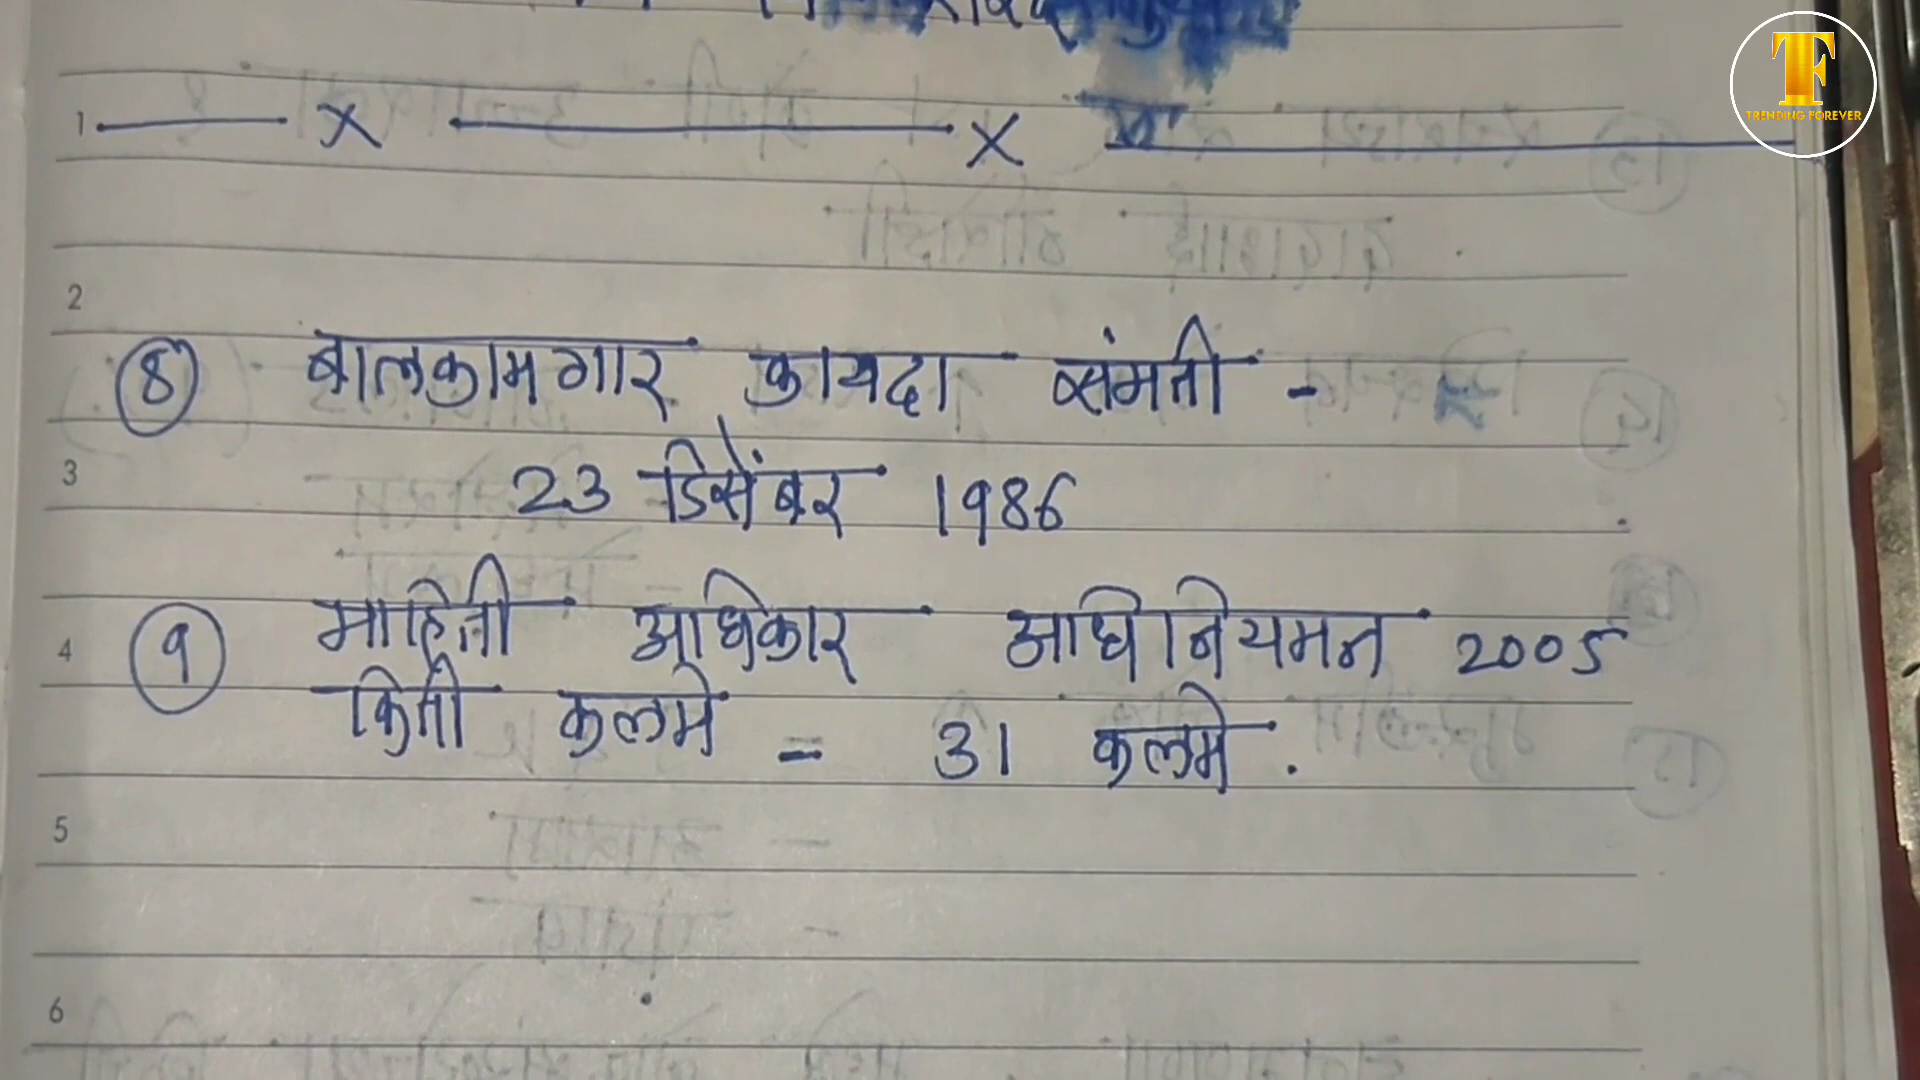 TF
TRENDING FOREVER
1
2
8 बालकामगार कायदा संमती -
3
23 डिसेंबर 1986
9 माहिती अधिकार अधिनियमन 2005
4
किती कलमे = 31 कलमे.
5
6